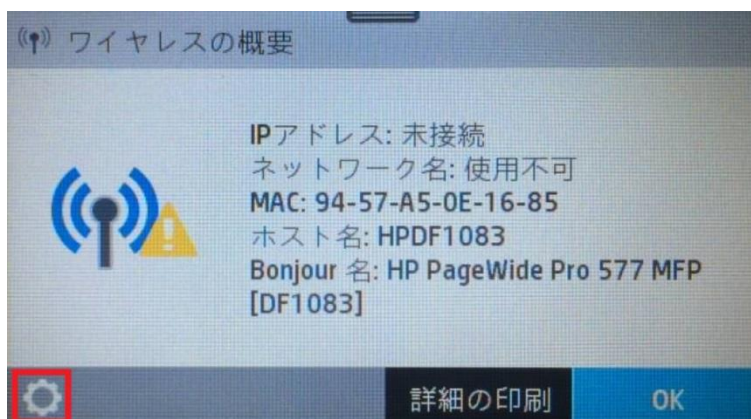 ワイヤレスの概要
IPアドレス: 未接続
ネットワーク名: 使用不可
MAC: 94-57-A5-0E-16-85
ホスト名: HPDF1083
Bonjour 名: HP PageWide Pro 577 MFP
[DF1083]
詳細の印刷
OK